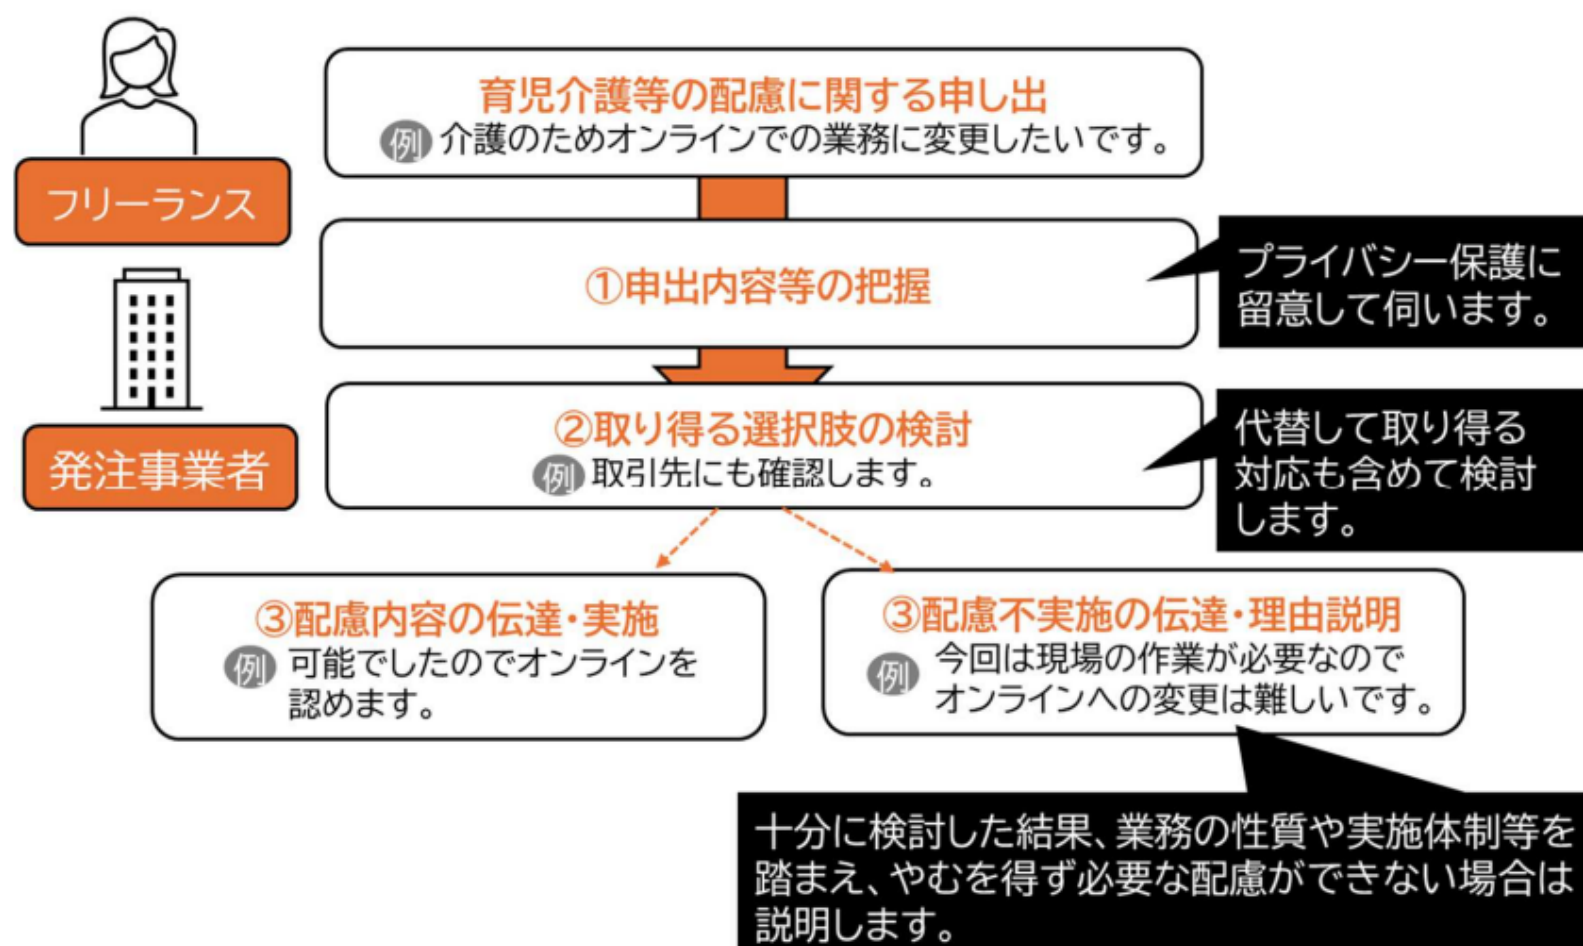 育児介護等の配慮に関する申し出
例 介護のためオンラインでの業務に変更したいです。
フリーランス
①申出内容等の把握
プライバシー保護に
留意して伺います。
発注事業者
②取り得る選択肢の検討
例 取引先にも確認します。
代替して取り得る
対応も含めて検討
します。
③配慮内容の伝達・実施
例 可能でしたのでオンラインを
認めます。
③配慮不実施の伝達・理由説明
例 今回は現場の作業が必要なので
オンラインへの変更は難しいです。
十分に検討した結果、業務の性質や実施体制等を
踏まえ、やむを得ず必要な配慮ができない場合は
説明します。